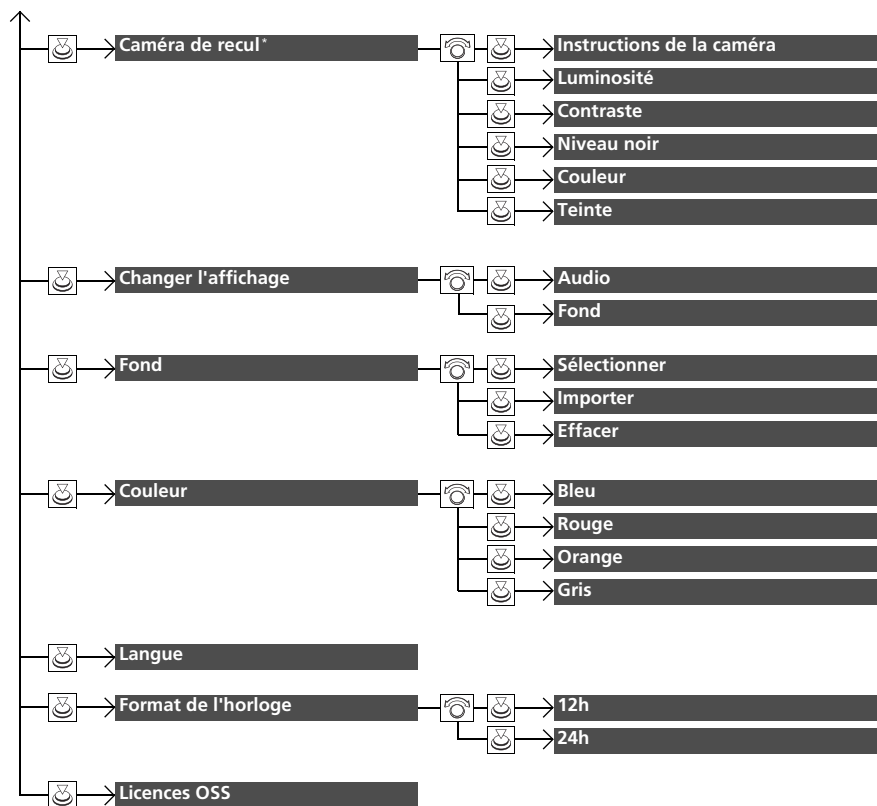 Caméra de recul*
Instructions de la caméra
Luminosité
Contraste
Niveau noir
Couleur
Teinte
Changer l'affichage
Audio
Fond
Fond
Sélectionner
Importer
Effacer
Couleur
Bleu
Rouge
Orange
Gris
Langue
Format de l'horloge
12h
24h
Licences OSS